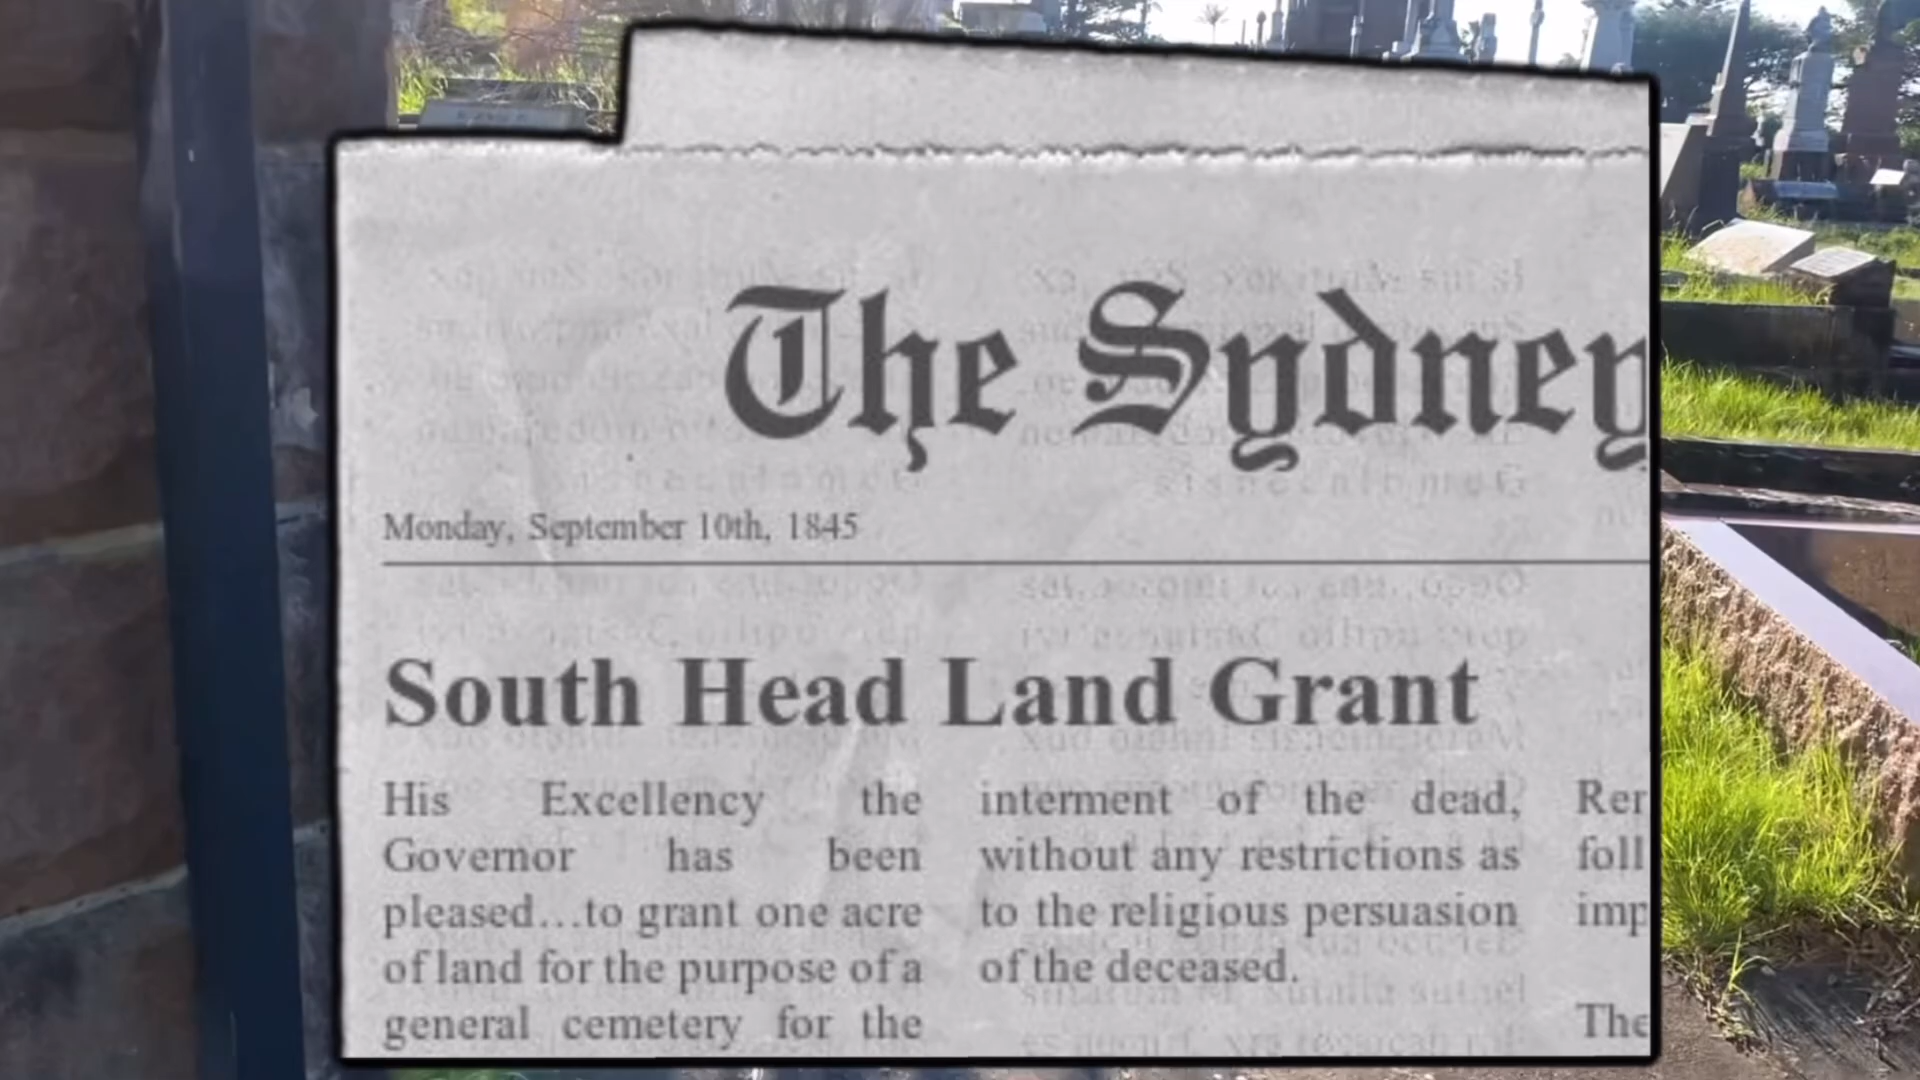 The Sydney
Monday, September 10th, 1845
South Head Land Grant
His Excellency the
Governor has been
pleased...to grant one acre
of land for the purpose of a
general cemetery for the
interment of the dead,
without any restrictions as
to the religious persuasion
of the deceased.